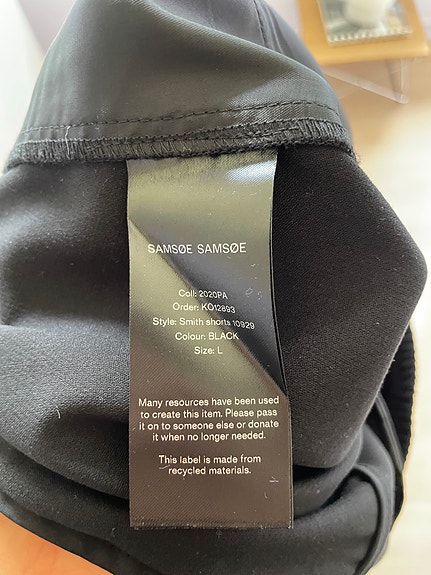 SAMSØE SAMSØE
Coll: 2020PA
Order: KO12893
Style: Smith shorts 10929
Colour: BLACK
Size: L
Many resources have been used
to create this item. Please pass
it on to someone else or donate
it when no longer needed.
This label is made from
recycled materials.